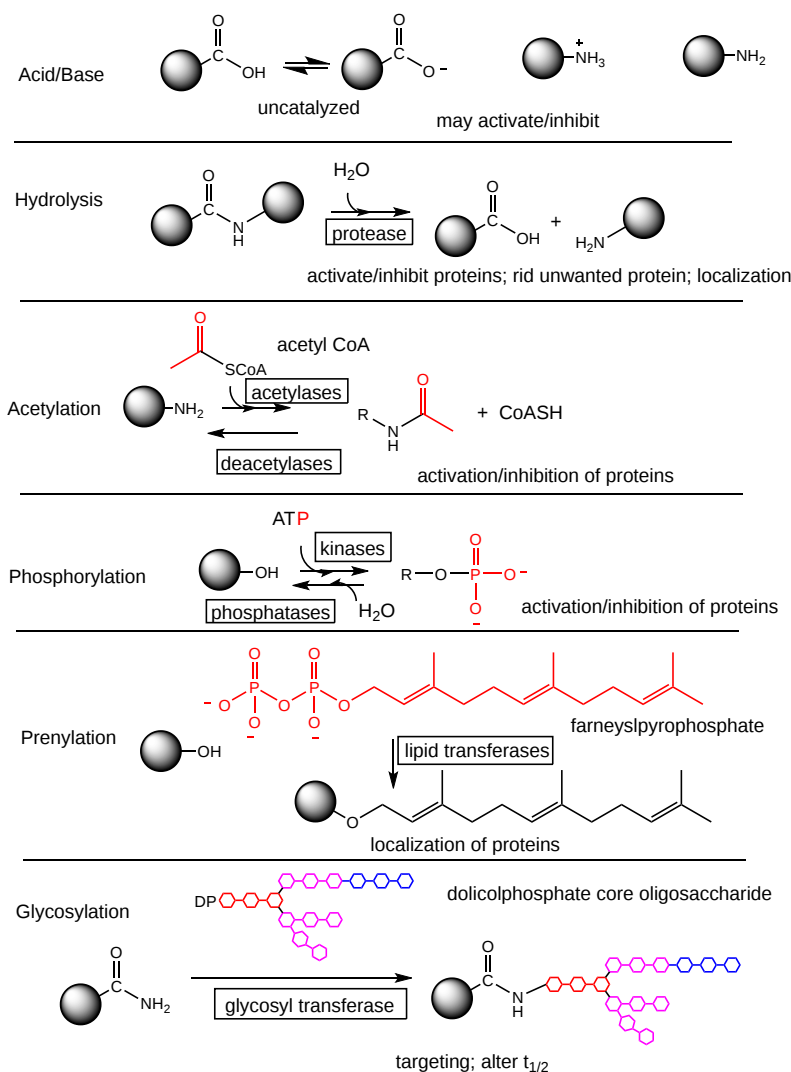 Acid/Base
O
C
OH
uncatalyzed
O
C
O −
+
NH3
NH2
may activate/inhibit
Hydrolysis
O
C
N
H
H2O
protease
O
C
OH
+
H2N
activate/inhibit proteins; rid unwanted protein; localization
Acetylation
O
SCoA
acetyl CoA
NH2
acetylases
deacetylases
O
R
N
H
+ CoASH
activation/inhibition of proteins
Phosphorylation
ATP
OH
kinases
phosphatases
H2O
O
R O P O −
O
−
activation/inhibition of proteins
Prenylation
O O
− O P O P O
O O
− −
farneyslpyrophosphate
OH
lipid transferases
O
localization of proteins
Glycosylation
DP
dolicolphosphate core oligosaccharide
O
C
NH2
glycosyl transferase
O
C
N
H
targeting; alter t1/2